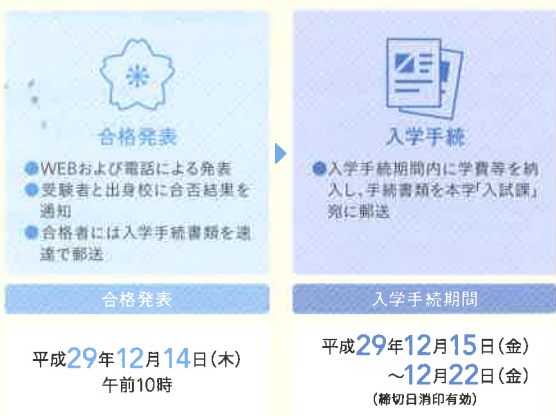 合格発表
●WEBおよび電話による発表
●受験者と出身校に合否結果を
通知
●合格者には入学手続書類を速
達で郵送
合格発表
平成29年12月14日(木)
午前10時
入学手続
●入学手続期間内に学費等を納
入し、手続書類を本学「入試課」
宛に郵送
入学手続期間
平成29年12月15日(金)
～12月22日(金)
(締切日消印有効)